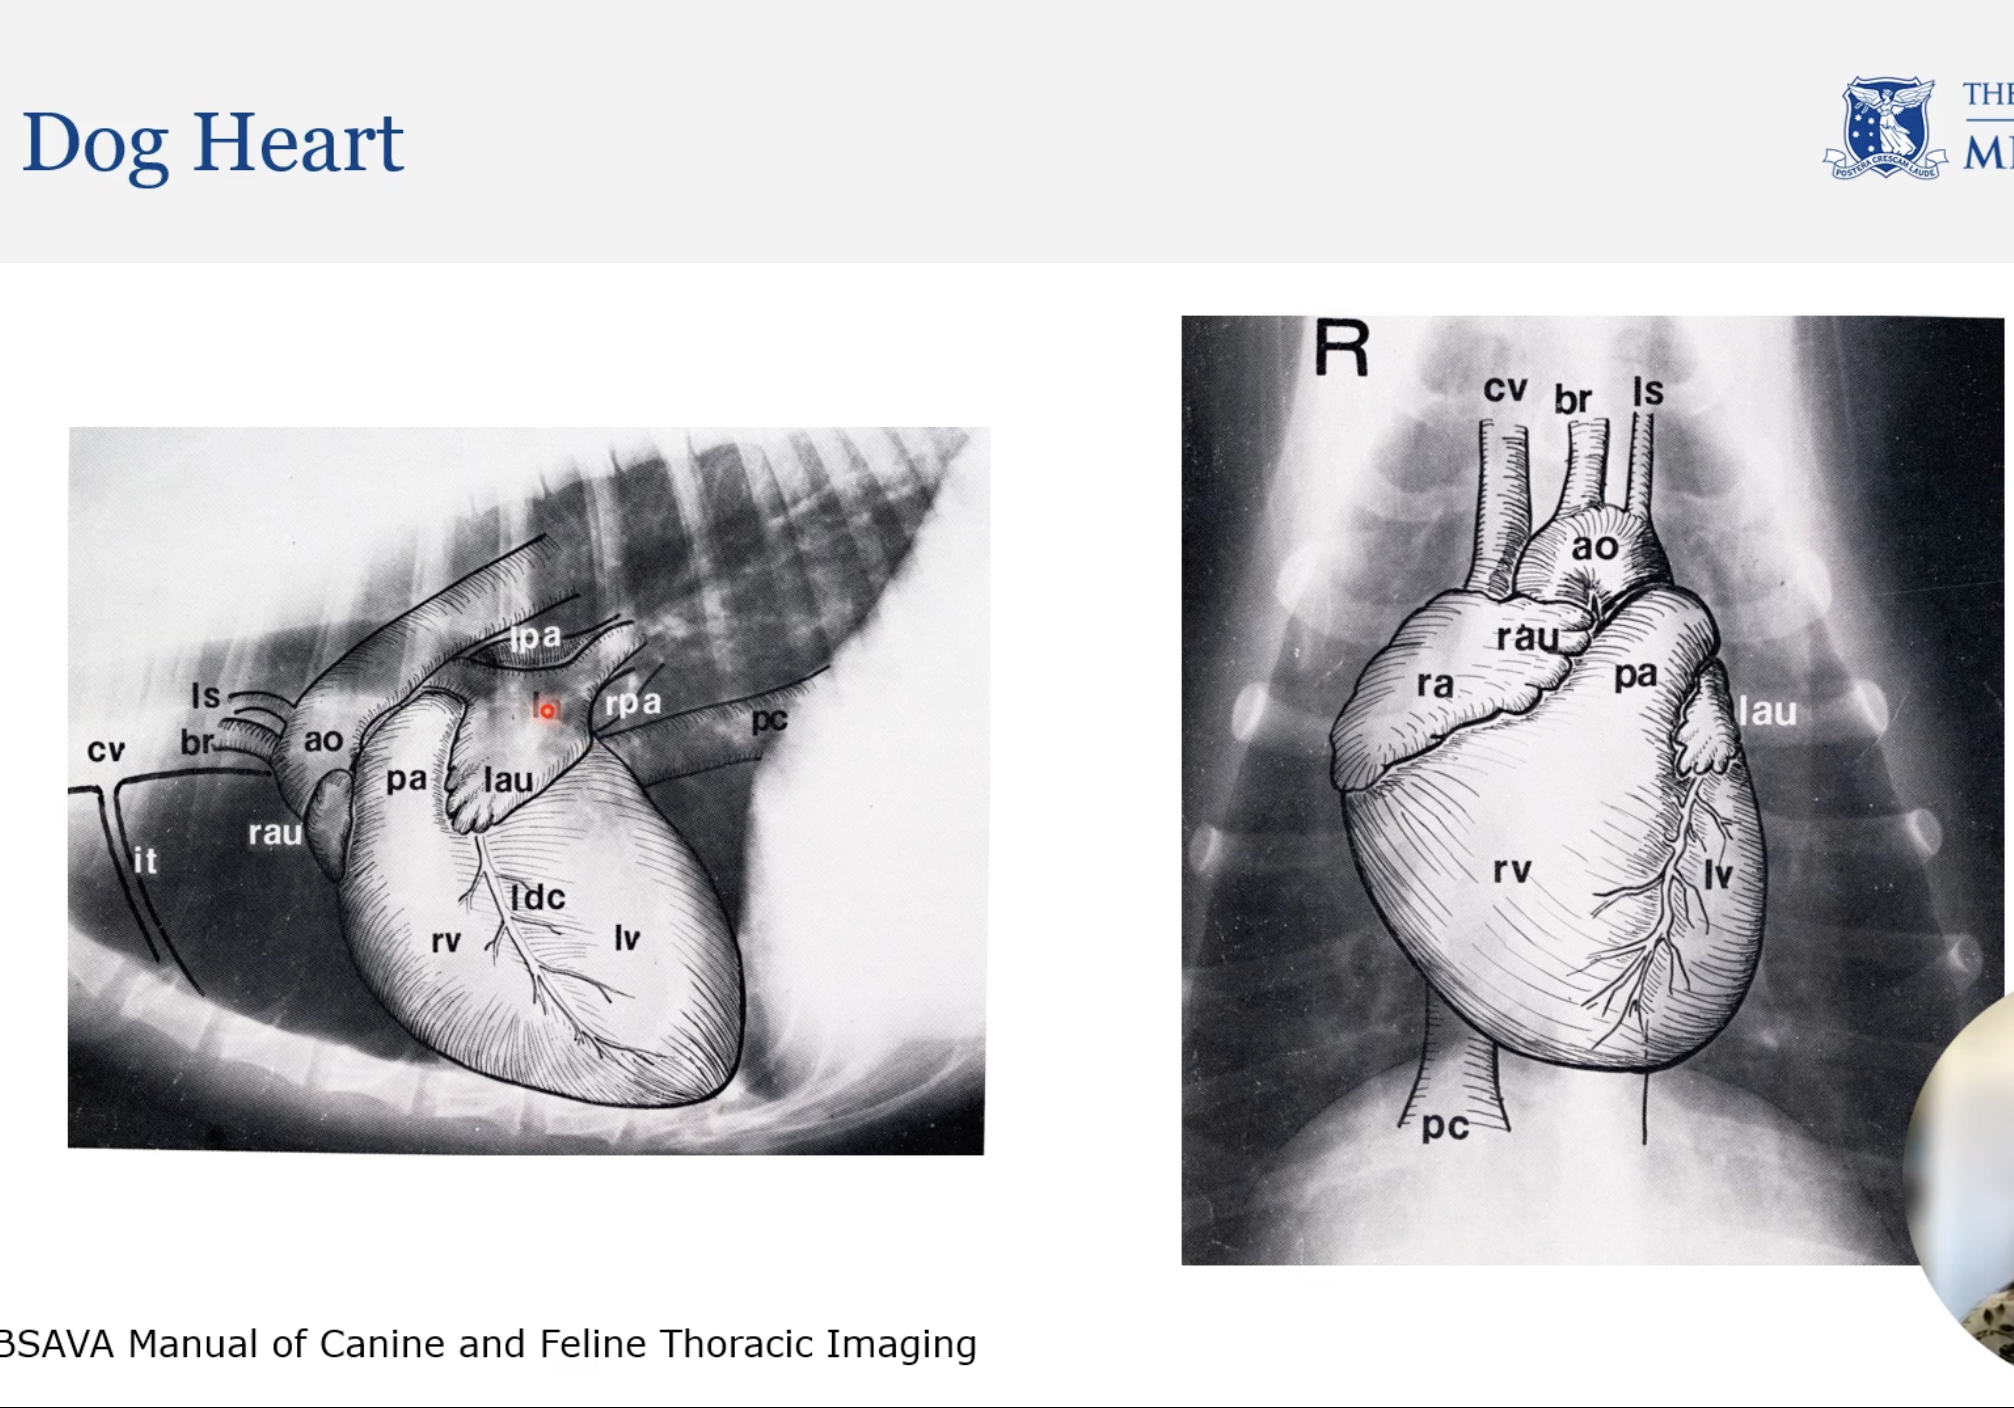 Dog Heart
THE
POSTERA CRESCAM LAUDE
lpa
ls
rpa
br
ao
pc
cv
pa
lau
rau
it
ldc
rv
lv
R
cv
br
ls
ao
rau
ra
pa
lau
rv
lv
pc
BSAVA Manual of Canine and Feline Thoracic Imaging